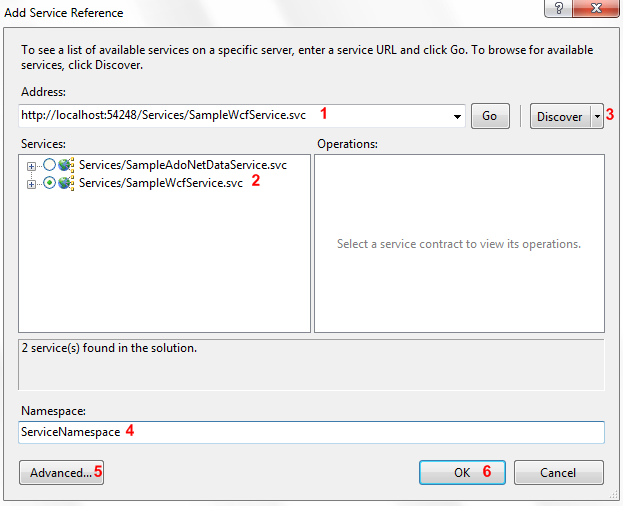 Add Service Reference
?
To see a list of available services on a specific server, enter a service URL and click Go. To browse for available
services, click Discover.
Address:
http://localhost:54248/Services/SampleWcfService.svc 1 Go Discover 3
Services: Operations:
Services/SampleAdoNetDataService.svc
Services/SampleWcfService.svc 2
Select a service contract to view its operations.
2 service(s) found in the solution.
Namespace:
ServiceNamespace 4
Advanced... 5 OK 6 Cancel